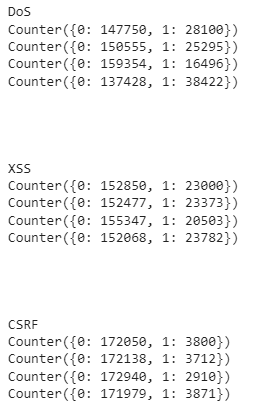 DoS
Counter({0: 147750, 1: 28100})
Counter({0: 150555, 1: 25295})
Counter({0: 159354, 1: 16496})
Counter({0: 137428, 1: 38422})
XSS
Counter({0: 152850, 1: 23000})
Counter({0: 152477, 1: 23373})
Counter({0: 155347, 1: 20503})
Counter({0: 152068, 1: 23782})
CSRF
Counter({0: 172050, 1: 3800})
Counter({0: 172138, 1: 3712})
Counter({0: 172940, 1: 2910})
Counter({0: 171979, 1: 3871})